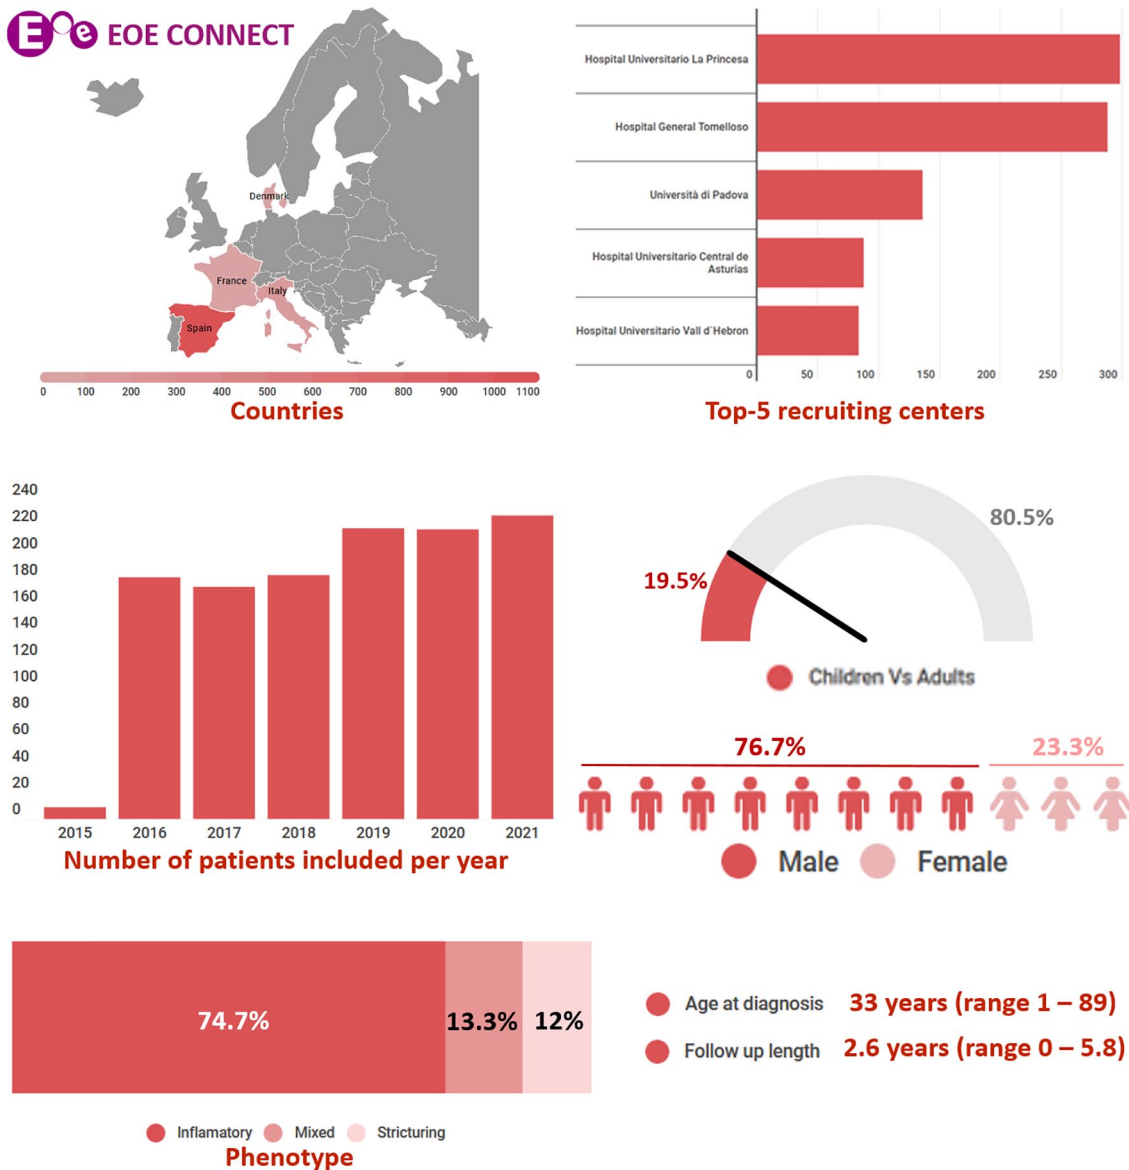 EOE CONNECT
Denmark
France
Italy
Spain
0 100 200 300 400 500 600 700 800 900 1000 1100
Countries
Hospital Universitario La Princesa
Hospital General Tomelloso
Università di Padova
Hospital Universitario Central de
Asturias
Hospital Universitario Vall d´Hebron
0 50 100 150 200 250 300
Top-5 recruiting centers
240
220
200
180
160
140
120
100
80
60
40
20
0
2015 2016 2017 2018 2019 2020 2021
Number of patients included per year
80.5%
19.5%
Children Vs Adults
76.7% 23.3%
Male Female
74.7% 13.3% 12%
Inflamatory Mixed Stricturing
Phenotype
Age at diagnosis 33 years (range 1 – 89)
Follow up length 2.6 years (range 0 – 5.8)